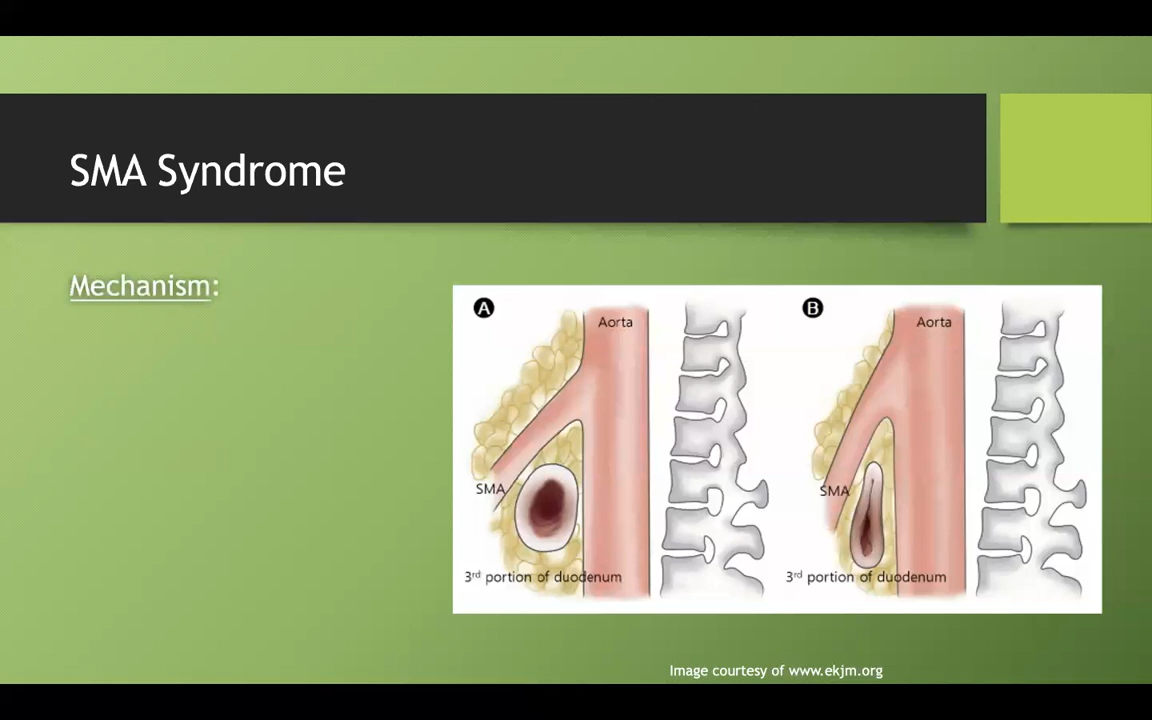 SMA Syndrome
Mechanism:
A
Aorta
SMA
3rd portion of duodenum
B
Aorta
SMA
3rd portion of duodenum
Image courtesy of www.ekjm.org